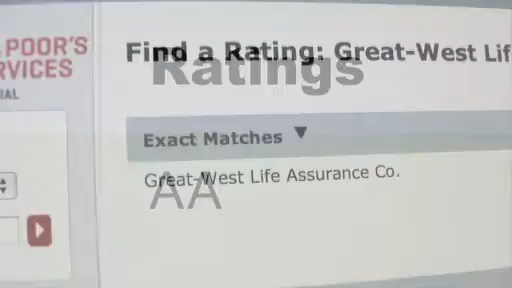 POOR'S
RVICES
IAL
Find a Rating: Great-West Lif
Ratings
Exact Matches ▼
Great-West Life Assurance Co.
AA